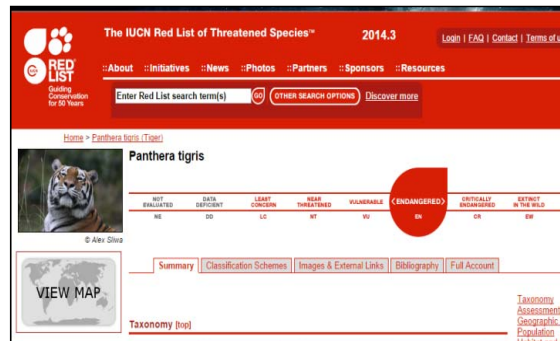 The IUCN Red List of Threatened Species™ 2014.3 Login | FAQ | Contact | Terms of u
RED
LIST
Guiding
Conservation
for 50 Years
::About ::Initiatives ::News ::Photos ::Partners ::Sponsors ::Resources
Enter Red List search term(s) GO OTHER SEARCH OPTIONS Discover more
Home > Panthera tigris (Tiger)
Panthera tigris
NOT EVALUATED
NE
DATA DEFICIENT
DD
LEAST CONCERN
LC
NEAR THREATENED
NT
VULNERABLE
VU
<ENDANGERED>
EN
CRITICALLY ENDANGERED
CR
EXTINCT IN THE WILD
EW
© Alex Sliwa
VIEW MAP
Summary Classification Schemes Images & External Links Bibliography Full Account
Taxonomy [top]
Taxonomy
Assessment
Geographic
Population